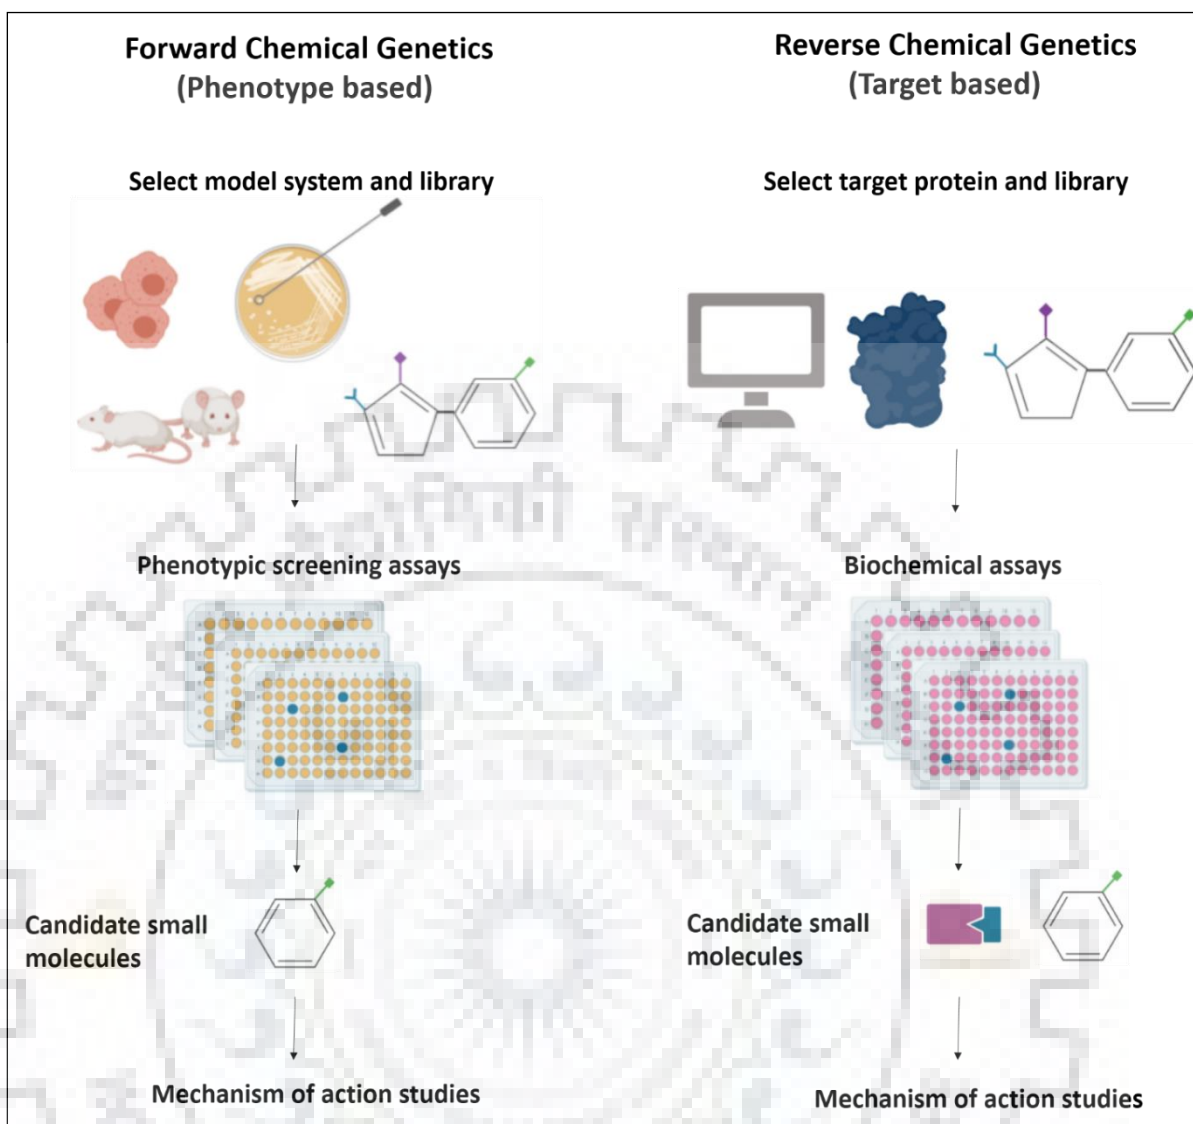 Forward Chemical Genetics
(Phenotype based)
Select model system and library
Phenotypic screening assays
Candidate small
molecules
Mechanism of action studies
Reverse Chemical Genetics
(Target based)
Select target protein and library
Biochemical assays
Candidate small
molecules
Mechanism of action studies